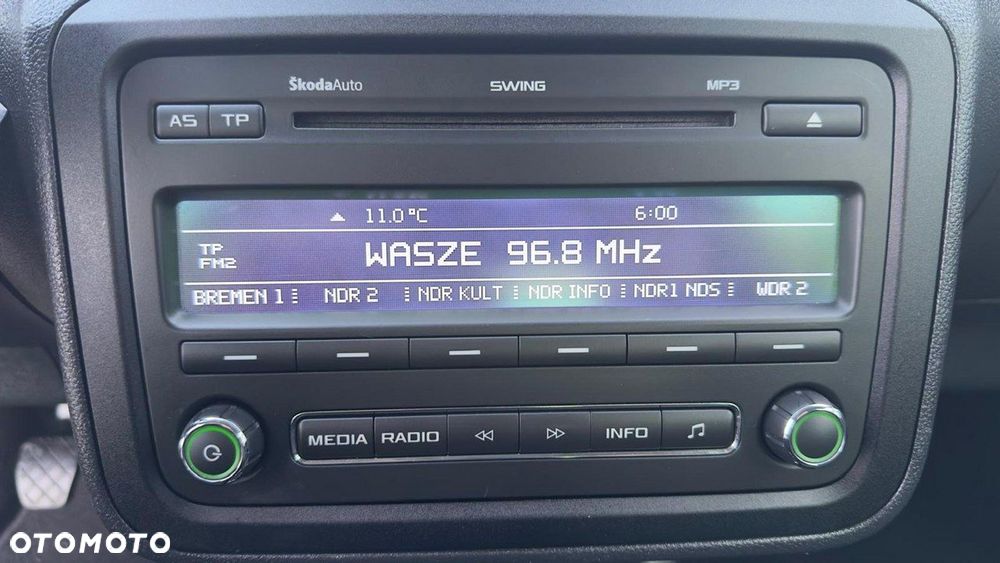 ŠkodaAuto SWING MP3
AS TP
11.0 °C 6:00
TP
FM2
WASZE 96.8 MHz
BREMEN 1 NDR 2 NDR KULT NDR INFO NDR1 NDS WDR 2
MEDIA RADIO INFO
OTOMOTO